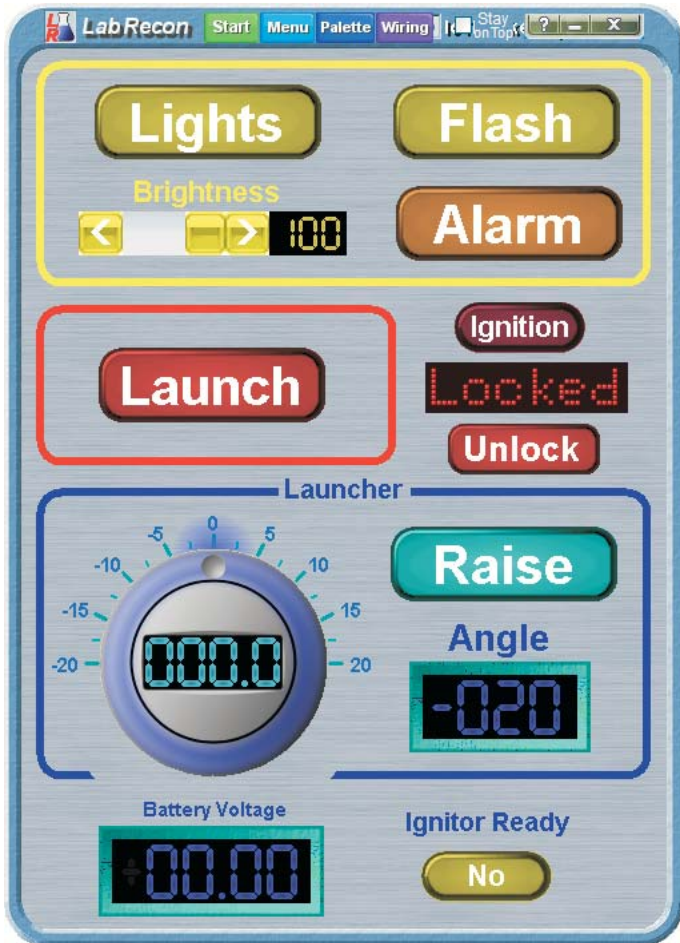 LR LabRecon Start Menu Palette Wiring Stay on Top ? – X
Lights Flash
Brightness
< > 100 Alarm
Ignition
Launch Locked
Unlock
Launcher
-5 0 5
-10 10
-15 15
-20 20
000.0
Raise
Angle
-020
Battery Voltage Ignitor Ready
00.00 No